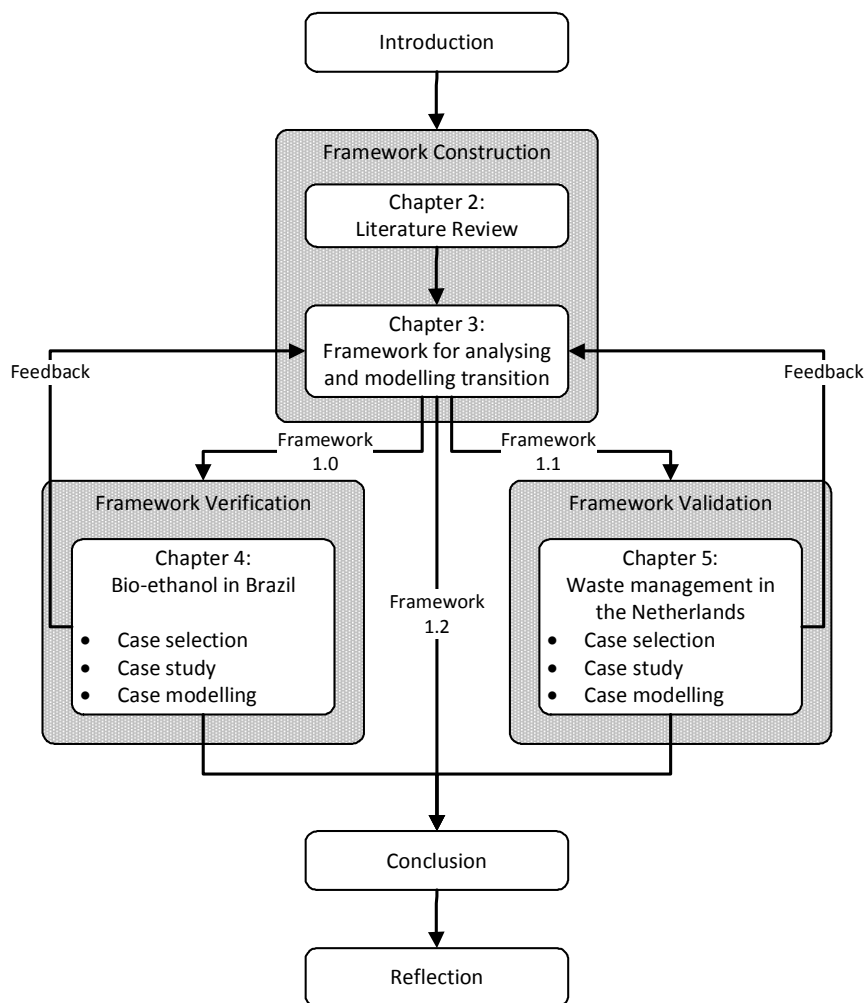 Introduction
Framework Construction
Chapter 2:
Literature Review
Chapter 3:
Framework for analysing
and modelling transition
Feedback
Feedback
Framework
1.0
Framework
1.1
Framework Verification
Framework Validation
Chapter 4:
Bio-ethanol in Brazil
• Case selection
• Case study
• Case modelling
Framework
1.2
Chapter 5:
Waste management in
the Netherlands
• Case selection
• Case study
• Case modelling
Conclusion
Reflection